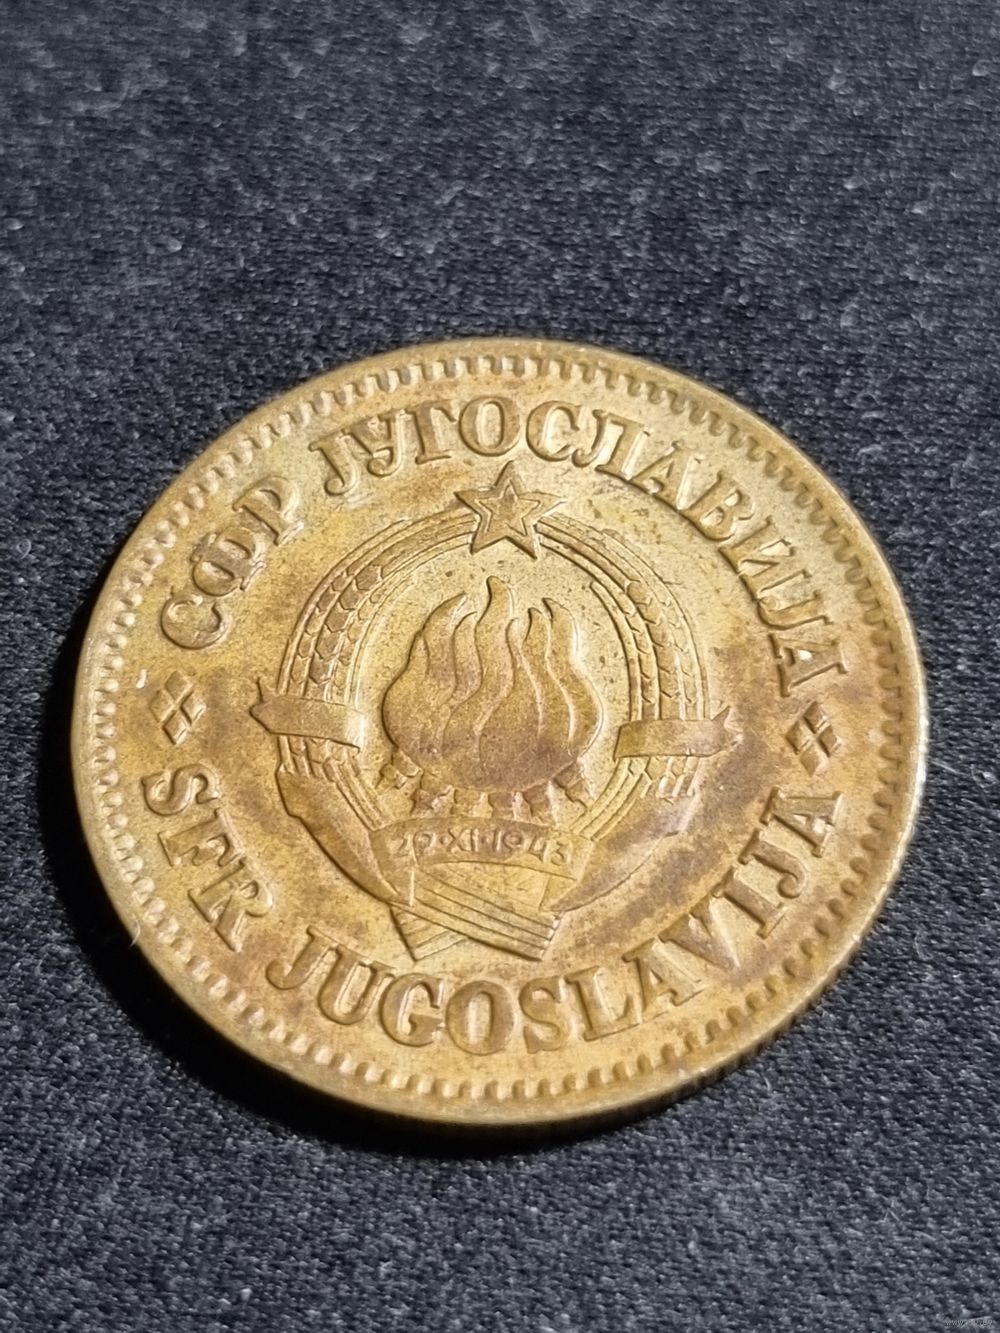 СФР ЈУГОСЛАВИЈА
29·XI·1943
SFR JUGOSLAVIJA